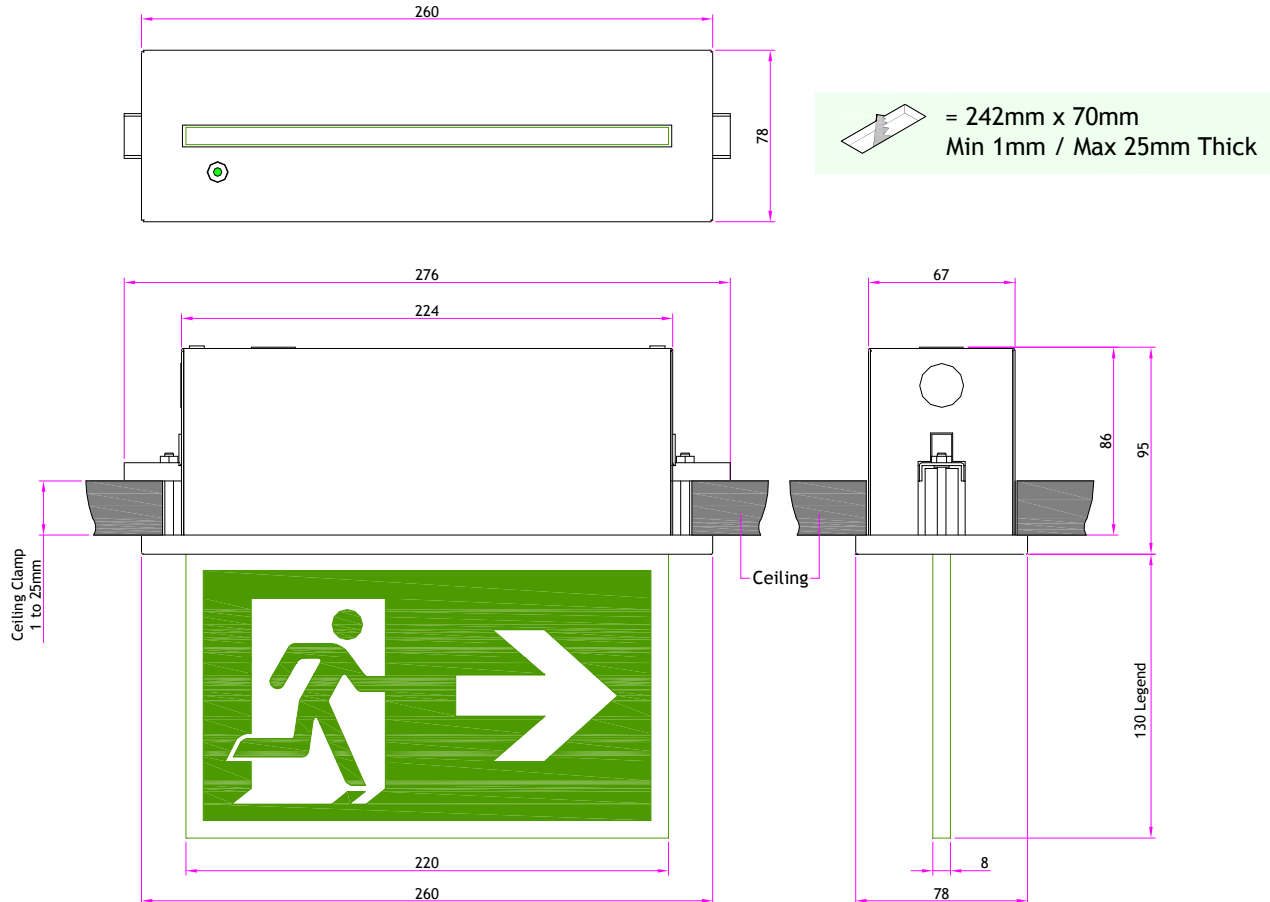 260
78
= 242mm x 70mm
Min 1mm / Max 25mm Thick
276
224
67
86
95
Ceiling Clamp
1 to 25mm
Ceiling
130 Legend
220
260
8
78